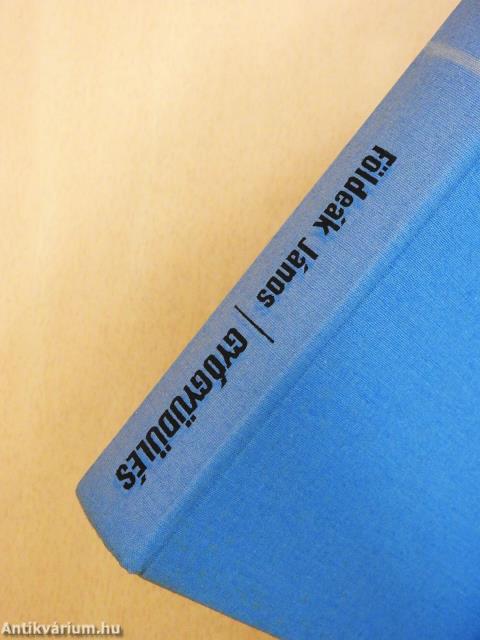 Földeák János | GYÓGYÜDÜLÉS
Antikvárium.hu